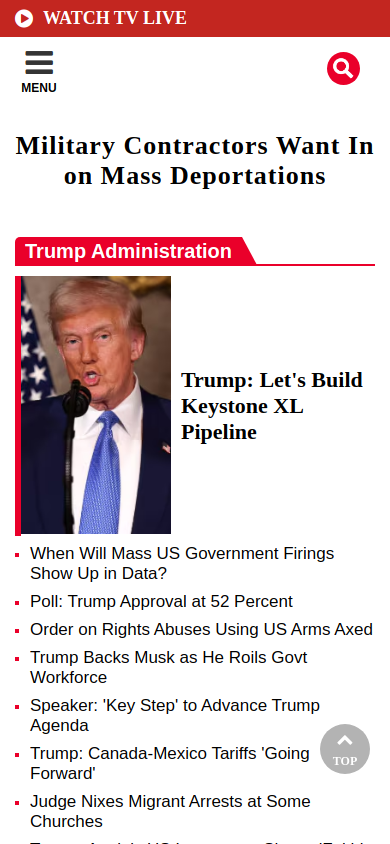 WATCH TV LIVE
MENU
Military Contractors Want In
on Mass Deportations
Trump Administration
Trump: Let's Build
Keystone XL
Pipeline
When Will Mass US Government Firings
Show Up in Data?
Poll: Trump Approval at 52 Percent
Order on Rights Abuses Using US Arms Axed
Trump Backs Musk as He Roils Govt
Workforce
Speaker: 'Key Step' to Advance Trump
Agenda
Trump: Canada-Mexico Tariffs 'Going
Forward'
TOP
Judge Nixes Migrant Arrests at Some
Churches